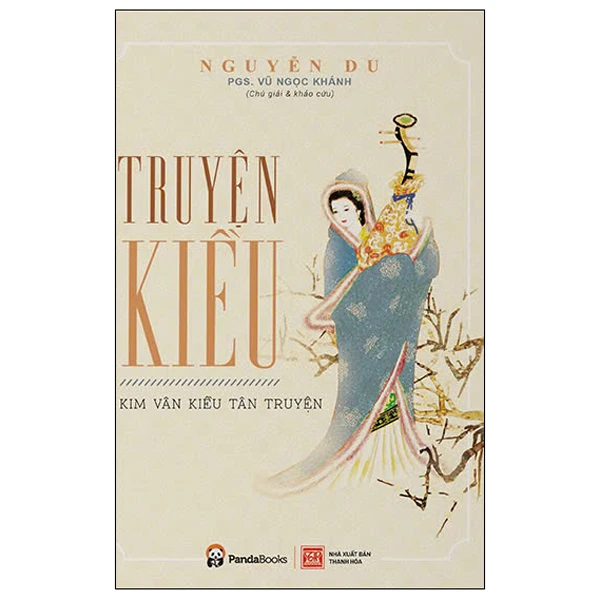 NGUYỄN DU
PGS. VŨ NGỌC KHÁNH
(Chú giải & khảo cứu)
TRUYỆN
KIỀU
KIM VÂN KIỀU TÂN TRUYỆN
PandaBooks
NHÀ XUẤT BẢN
THANH HÓA